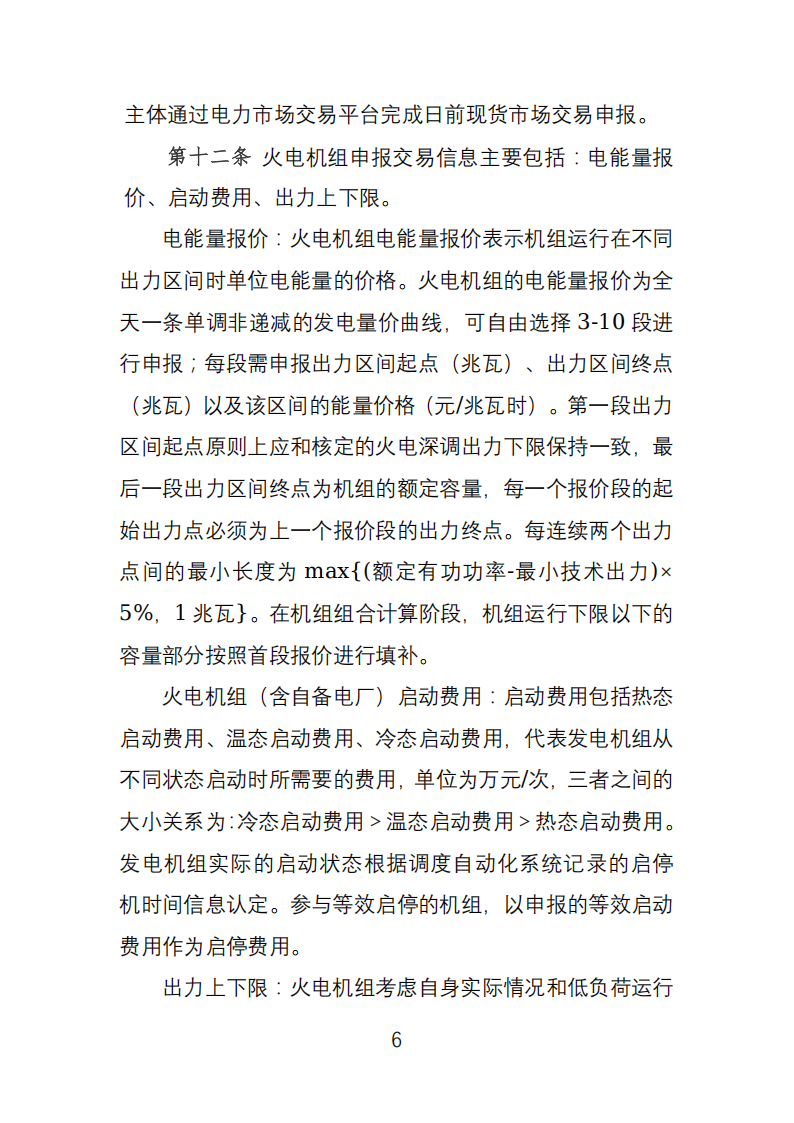 主体通过电力市场交易平台完成日前现货市场交易申报。
第十二条 火电机组申报交易信息主要包括：电能量报
价、启动费用、出力上下限。
电能量报价：火电机组电能量报价表示机组运行在不同
出力区间时单位电能量的价格。火电机组的电能量报价为全
天一条单调非递减的发电量价曲线，可自由选择 3-10 段进
行申报；每段需申报出力区间起点（兆瓦）、出力区间终点
（兆瓦）以及该区间的能量价格（元/兆瓦时）。第一段出力
区间起点原则上应和核定的火电深调出力下限保持一致，最
后一段出力区间终点为机组的额定容量，每一个报价段的起
始出力点必须为上一个报价段的出力终点。每连续两个出力
点间的最小长度为 max{(额定有功功率-最小技术出力)×
5%，1 兆瓦}。在机组组合计算阶段，机组运行下限以下的
容量部分按照首段报价进行填补。
火电机组（含自备电厂）启动费用：启动费用包括热态
启动费用、温态启动费用、冷态启动费用，代表发电机组从
不同状态启动时所需要的费用，单位为万元/次，三者之间的
大小关系为：冷态启动费用＞温态启动费用＞热态启动费用。
发电机组实际的启动状态根据调度自动化系统记录的启停
机时间信息认定。参与等效启停的机组，以申报的等效启动
费用作为启停费用。
出力上下限：火电机组考虑自身实际情况和低负荷运行
6